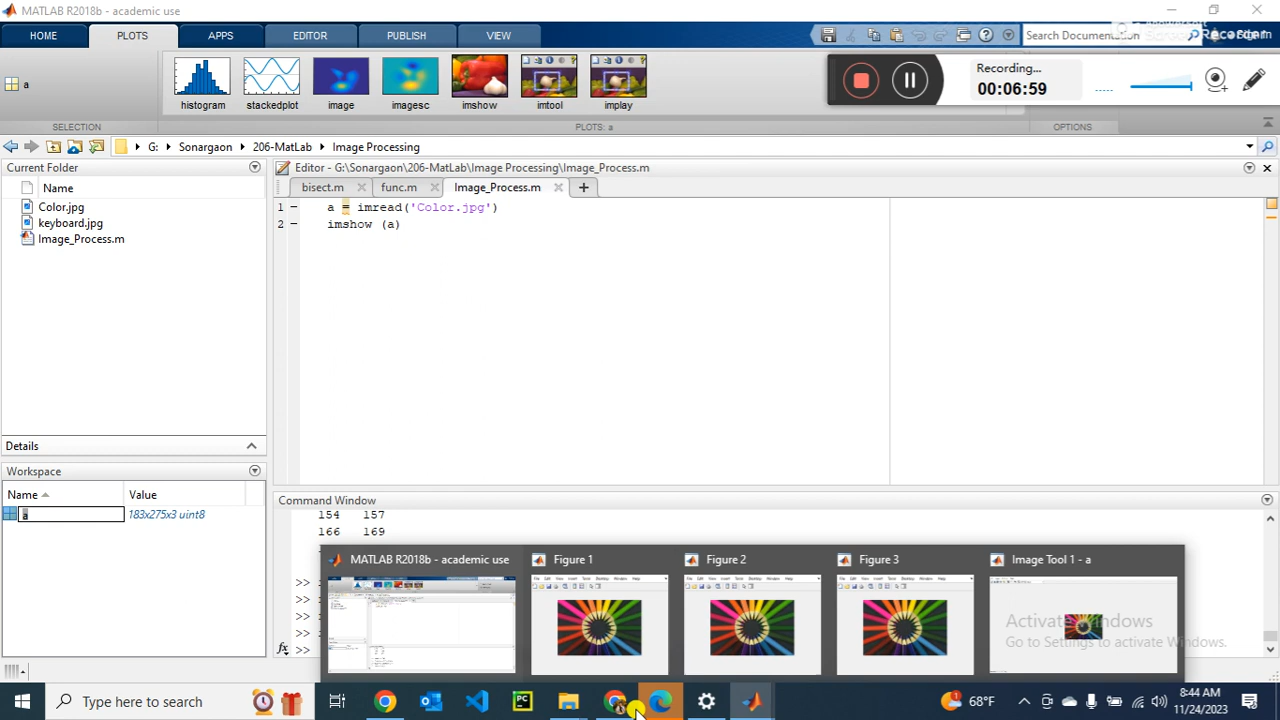 MATLAB R2018b - academic use
HOME
PLOTS
APPS
EDITOR
PUBLISH
VIEW
Search Documentation
a
histogram
stackedplot
image
imagesc
imshow
imtool
implay
Recording...
00:06:59
SELECTION
PLOTS: a
OPTIONS
G: Sonargaon 206-MatLab Image Processing
Current Folder
Editor - G:\Sonargaon\206-MatLab\Image Processing\Image_Process.m
Name
bisect.m
func.m
Image_Process.m
Color.jpg
keyboard.jpg
Image_Process.m
1 - a = imread('Color.jpg')
2 - imshow (a)
Details
Workspace
Name
Value
a
183x275x3 uint8
Command Window
154 157
166 169
>>
>>
>>
>>
fx >>
MATLAB R2018b - academic use
Figure 1
Figure 2
Figure 3
Image Tool 1 - a
Activate Windows
Go to Settings to activate Windows.
Type here to search
68°F
8:44 AM
11/24/2023